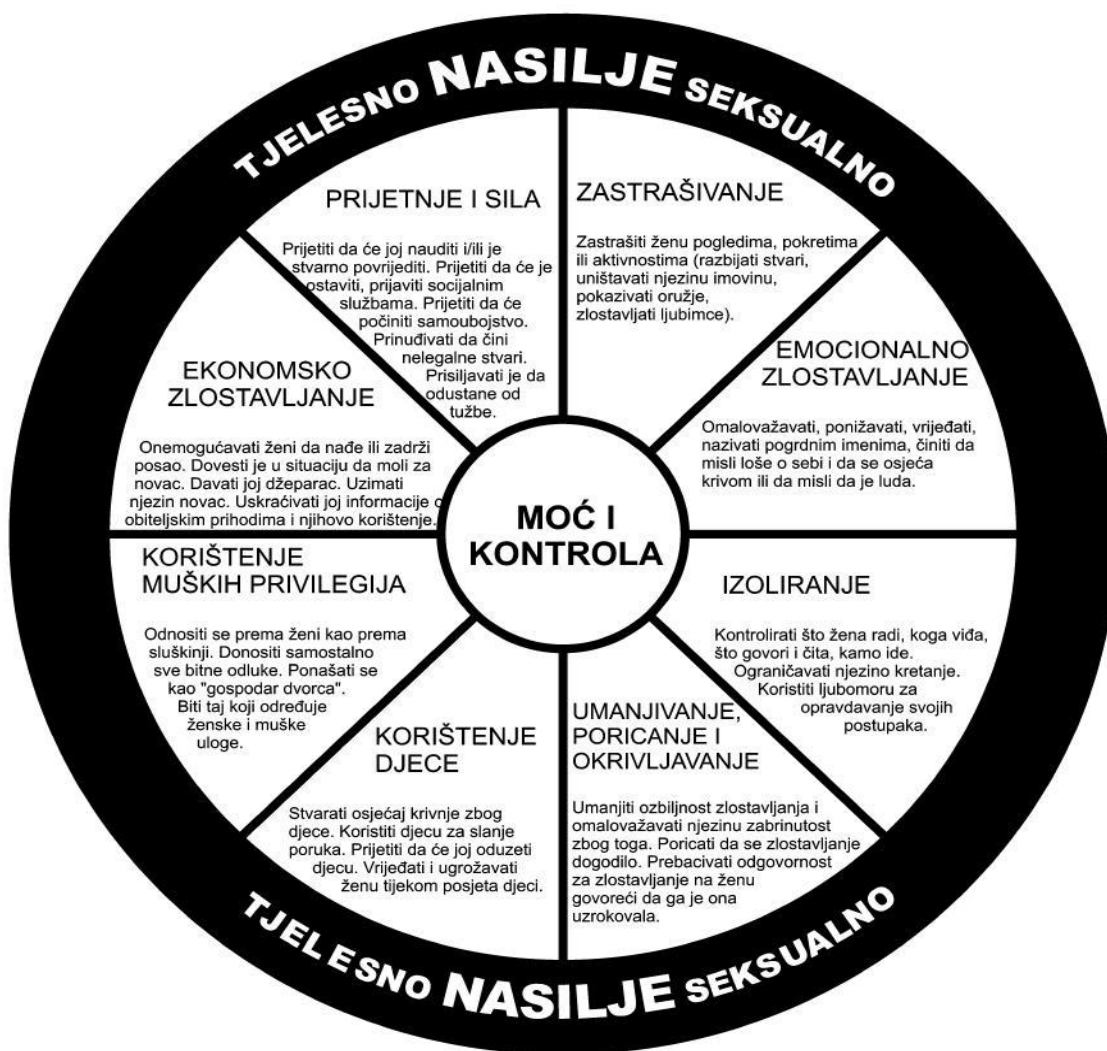 TJELESNO NASILJE SEKSUALNO
PRIJETNJE I SILA
Prijetiti da će joj nauditi i/ili je
stvarno povrijediti. Prijetiti da će je
ostaviti, prijaviti socijalnim
službama. Prijetiti da će
počiniti samoubojstvo.
Prinuđivati da čini
nelegalne stvari.
Prisiljavati je da
odustane od
tužbe.
ZASTRAŠIVANJE
Zastrašiti ženu pogledima, pokretima
ili aktivnostima (razbijati stvari,
uništavati njezinu imovinu,
pokazivati oružje,
zlostavljati ljubimce).
EMOCIONALNO
ZLOSTAVLJANJE
Omalovažavati, ponižavati, vrijeđati,
nazivati pogrdnim imenima, činiti da
misli loše o sebi i da se osjeća
krivom ili da misli da je luda.
EKONOMSKO
ZLOSTAVLJANJE
Onemogućavati ženi da nađe ili zadrži
posao. Dovesti je u situaciju da moli za
novac. Davati joj džeparac. Uzimati
njezin novac. Uskraćivati joj informacije o
obiteljskim prihodima i njihovo korištenje.
MOĆ I
KONTROLA
KORIŠTENJE
MUŠKIH PRIVILEGIJA
Odnositi se prema ženi kao prema
sluškinji. Donositi samostalno
sve bitne odluke. Ponašati se
kao "gospodar dvorca".
Biti taj koji određuje
ženske i muške
uloge.
IZOLIRANJE
Kontrolirati što žena radi, koga viđa,
što govori i čita, kamo ide.
Ograničavati njezino kretanje.
Koristiti ljubomoru za
opravdavanje svojih
postupaka.
KORIŠTENJE
DJECE
Stvarati osjećaj krivnje zbog
djece. Koristiti djecu za slanje
poruka. Prijetiti da će joj oduzeti
djecu. Vrijeđati i ugrožavati
ženu tijekom posjeta djeci.
UMANJIVANJE,
PORICANJE I
OKRIVLJAVANJE
Umanjiti ozbiljnost zlostavljanja i
omalovažavati njezinu zabrinutost
zbog toga. Poricati da se zlostavljanje
dogodilo. Prebacivati odgovornost
za zlostavljanje na ženu
govoreći da ga je ona
uzrokovala.
TJELESNO NASILJE SEKSUALNO